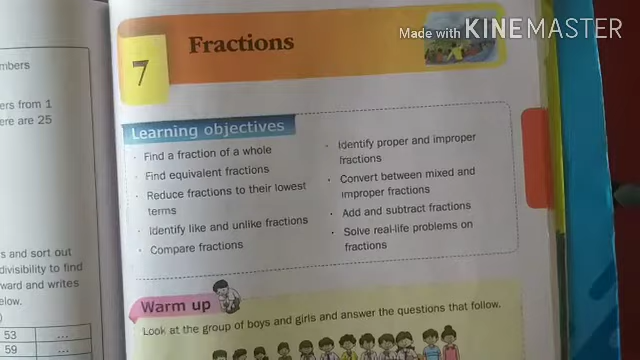 Made with KINEMASTER
7
Fractions
mbers
ers from 1
ere are 25
Learning objectives
· Find a fraction of a whole
· Find equivalent fractions
· Reduce fractions to their lowest
terms
· Identify like and unlike fractions
· Compare fractions
· Identify proper and improper
fractions
· Convert between mixed and
improper fractions
· Add and subtract fractions
· Solve real-life problems on
fractions
s and sort out
divisibility to find
ward and writes
elow.
)
53 ...
59 ...
Warm up
Look at the group of boys and girls and answer the questions that follow.